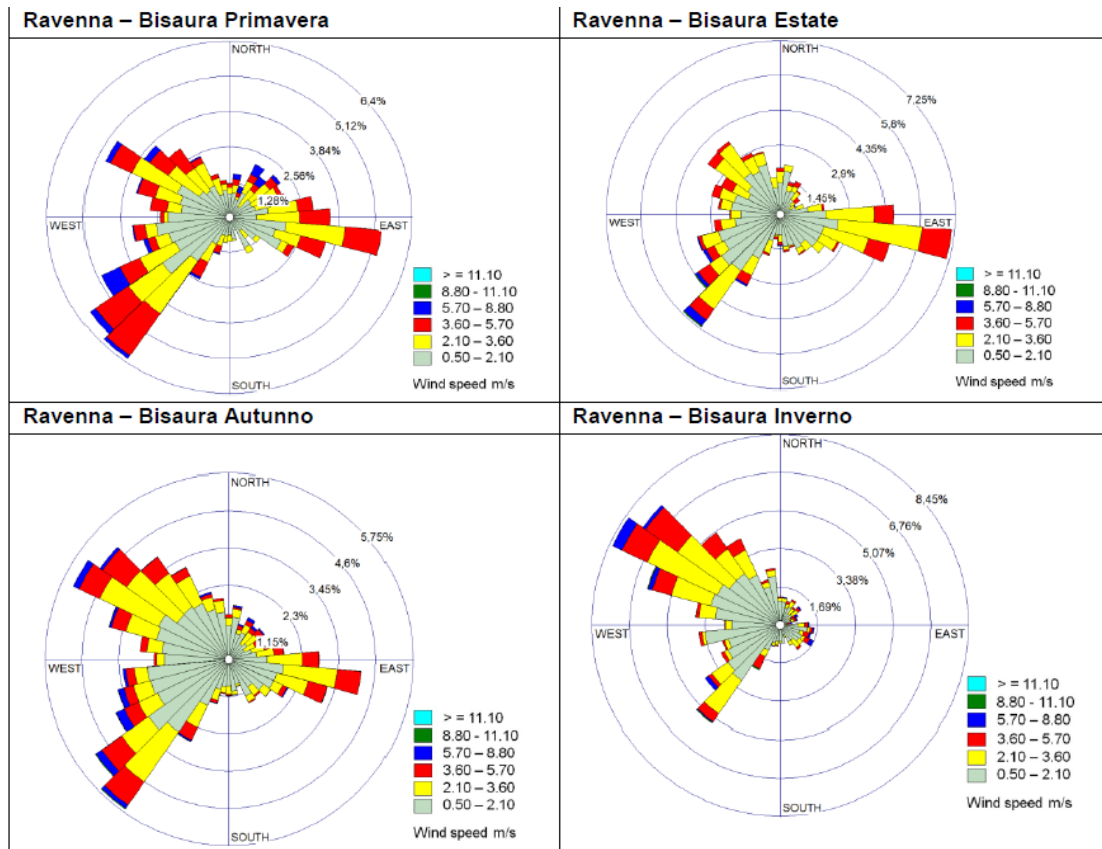 Ravenna – Bisaura Primavera
NORTH
6,4%
5,12%
3,84%
2,56%
1,28%
WEST
EAST
SOUTH
> = 11.10
8.80 - 11.10
5.70 – 8.80
3.60 – 5.70
2.10 – 3.60
0.50 – 2.10
Wind speed m/s
Ravenna – Bisaura Estate
NORTH
7,25%
5,8%
4,35%
2,9%
1,45%
WEST
EAST
SOUTH
> = 11.10
8.80 - 11.10
5.70 – 8.80
3.60 – 5.70
2.10 – 3.60
0.50 – 2.10
Wind speed m/s
Ravenna – Bisaura Autunno
NORTH
5,75%
4,6%
3,45%
2,3%
1,15%
WEST
EAST
SOUTH
> = 11.10
8.80 - 11.10
5.70 – 8.80
3.60 – 5.70
2.10 – 3.60
0.50 – 2.10
Wind speed m/s
Ravenna – Bisaura Inverno
NORTH
8,45%
6,76%
5,07%
3,38%
1,69%
WEST
EAST
SOUTH
> = 11.10
8.80 - 11.10
5.70 – 8.80
3.60 – 5.70
2.10 – 3.60
0.50 – 2.10
Wind speed m/s